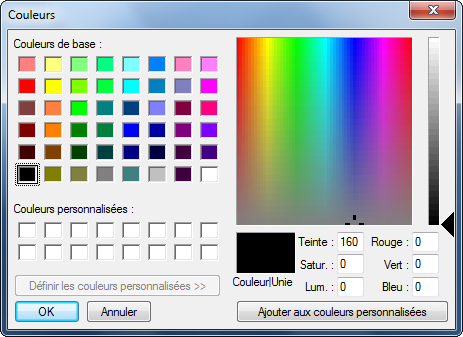 Couleurs
Couleurs de base :
Couleurs personnalisées :
Définir les couleurs personnalisées >>
OK
Annuler
Couleur|Unie
Teinte : 160
Rouge : 0
Satur. : 0
Vert : 0
Lum. : 0
Bleu : 0
Ajouter aux couleurs personnalisées